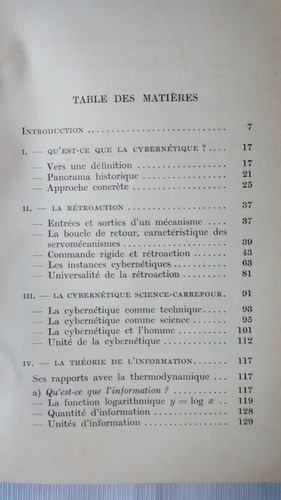 TABLE DES MATIÈRES
INTRODUCTION ........................ 7
I. — QU'EST-CE QUE LA CYBERNÉTIQUE ? .... 17
— Vers une définition .................. 17
— Panorama historique ................. 21
— Approche concrète .................. 25
II. — LA RÉTROACTION .................. 37
— Entrées et sorties d'un mécanisme .... 37
— La boucle de retour, caractéristique des
servomécanismes .................... 39
— Commande rigide et rétroaction ....... 43
— Les instances cybernétiques .......... 63
— Universalité de la rétroaction ........ 81
III. — LA CYBERNÉTIQUE SCIENCE-CARREFOUR. 91
— La cybernétique comme technique..... 93
— La cybernétique comme science ...... 95
— La cybernétique et l'homme ......... 101
— Unité de la cybernétique ............ 112
IV. — LA THÉORIE DE L'INFORMATION....... 117
Ses rapports avec la thermodynamique ... 117
a) Qu'est-ce que l'information ? ......... 117
— La fonction logarithmique y = log x .. 119
— Quantité d'information ............. 128
— Unités d'information ............... 129